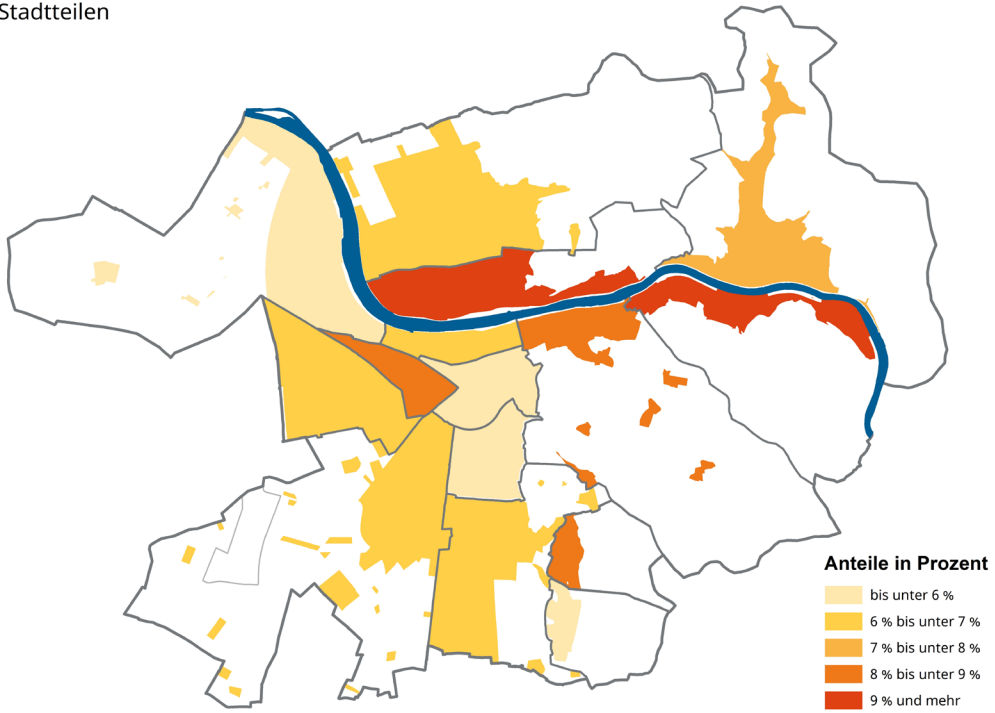 Stadtteilen
Anteile in Prozent
bis unter 6 %
6 % bis unter 7 %
7 % bis unter 8 %
8 % bis unter 9 %
9 % und mehr